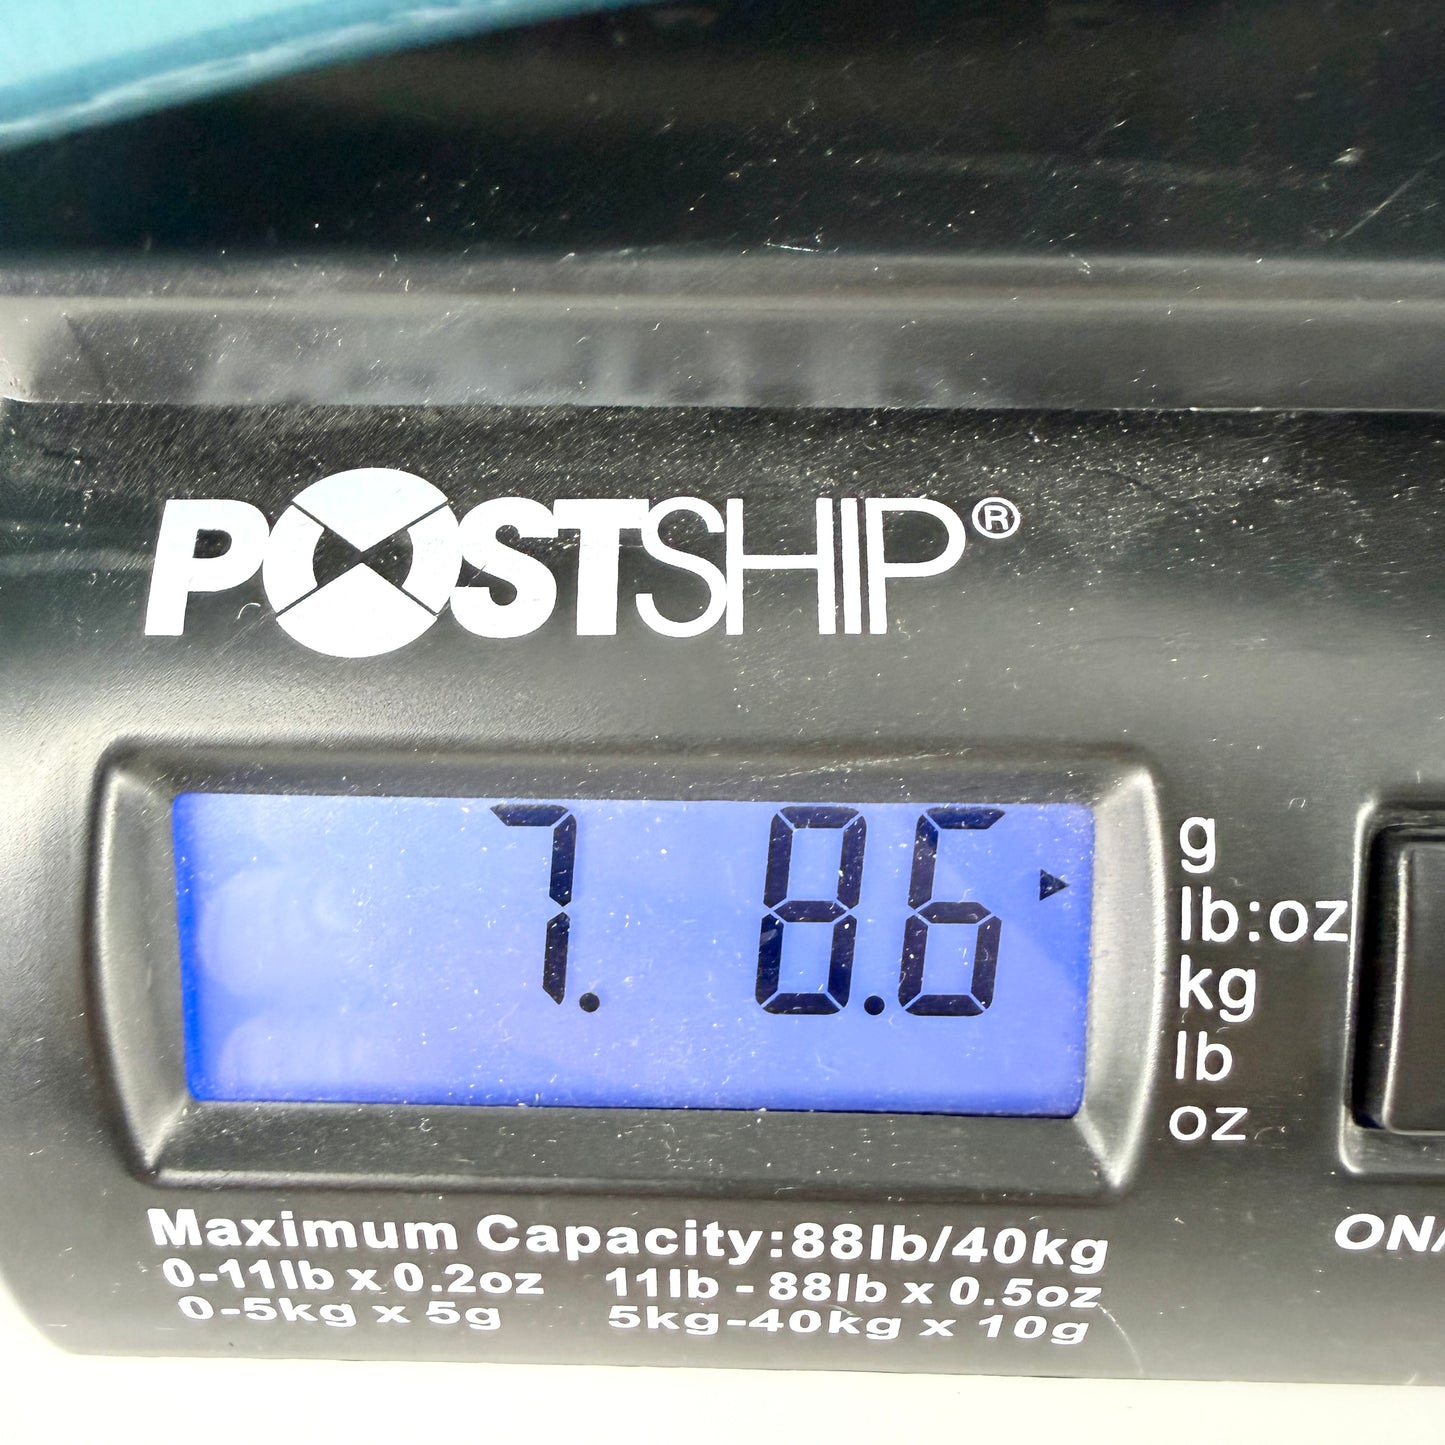 POSTSHIP®
7. 8.6
g
lb:oz
kg
lb
oz
Maximum Capacity:88lb/40kg
0-11lb x 0.2oz 11lb - 88lb x 0.5oz
0-5kg x 5g 5kg-40kg x 10g
ON/